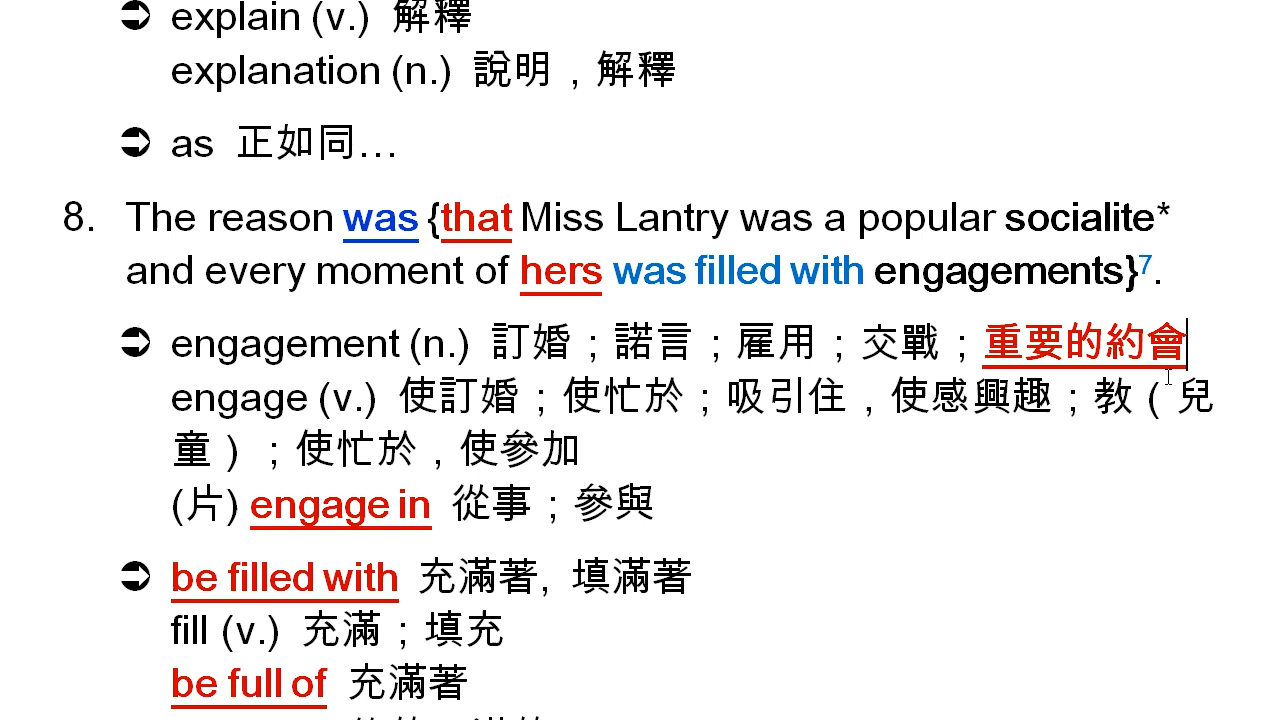 ➲ explain (v.) 解釋
explanation (n.) 說明，解釋
➲ as 正如同…
8. The reason was {that Miss Lantry was a popular socialite*
and every moment of hers was filled with engagements}7.
➲ engagement (n.) 訂婚；諾言；雇用；交戰；重要的約會
engage (v.) 使訂婚；使忙於；吸引住，使感興趣；教（兒
童）；使忙於，使參加
(片) engage in 從事；參與
➲ be filled with 充滿著, 填滿著
fill (v.) 充滿；填充
be full of 充滿著